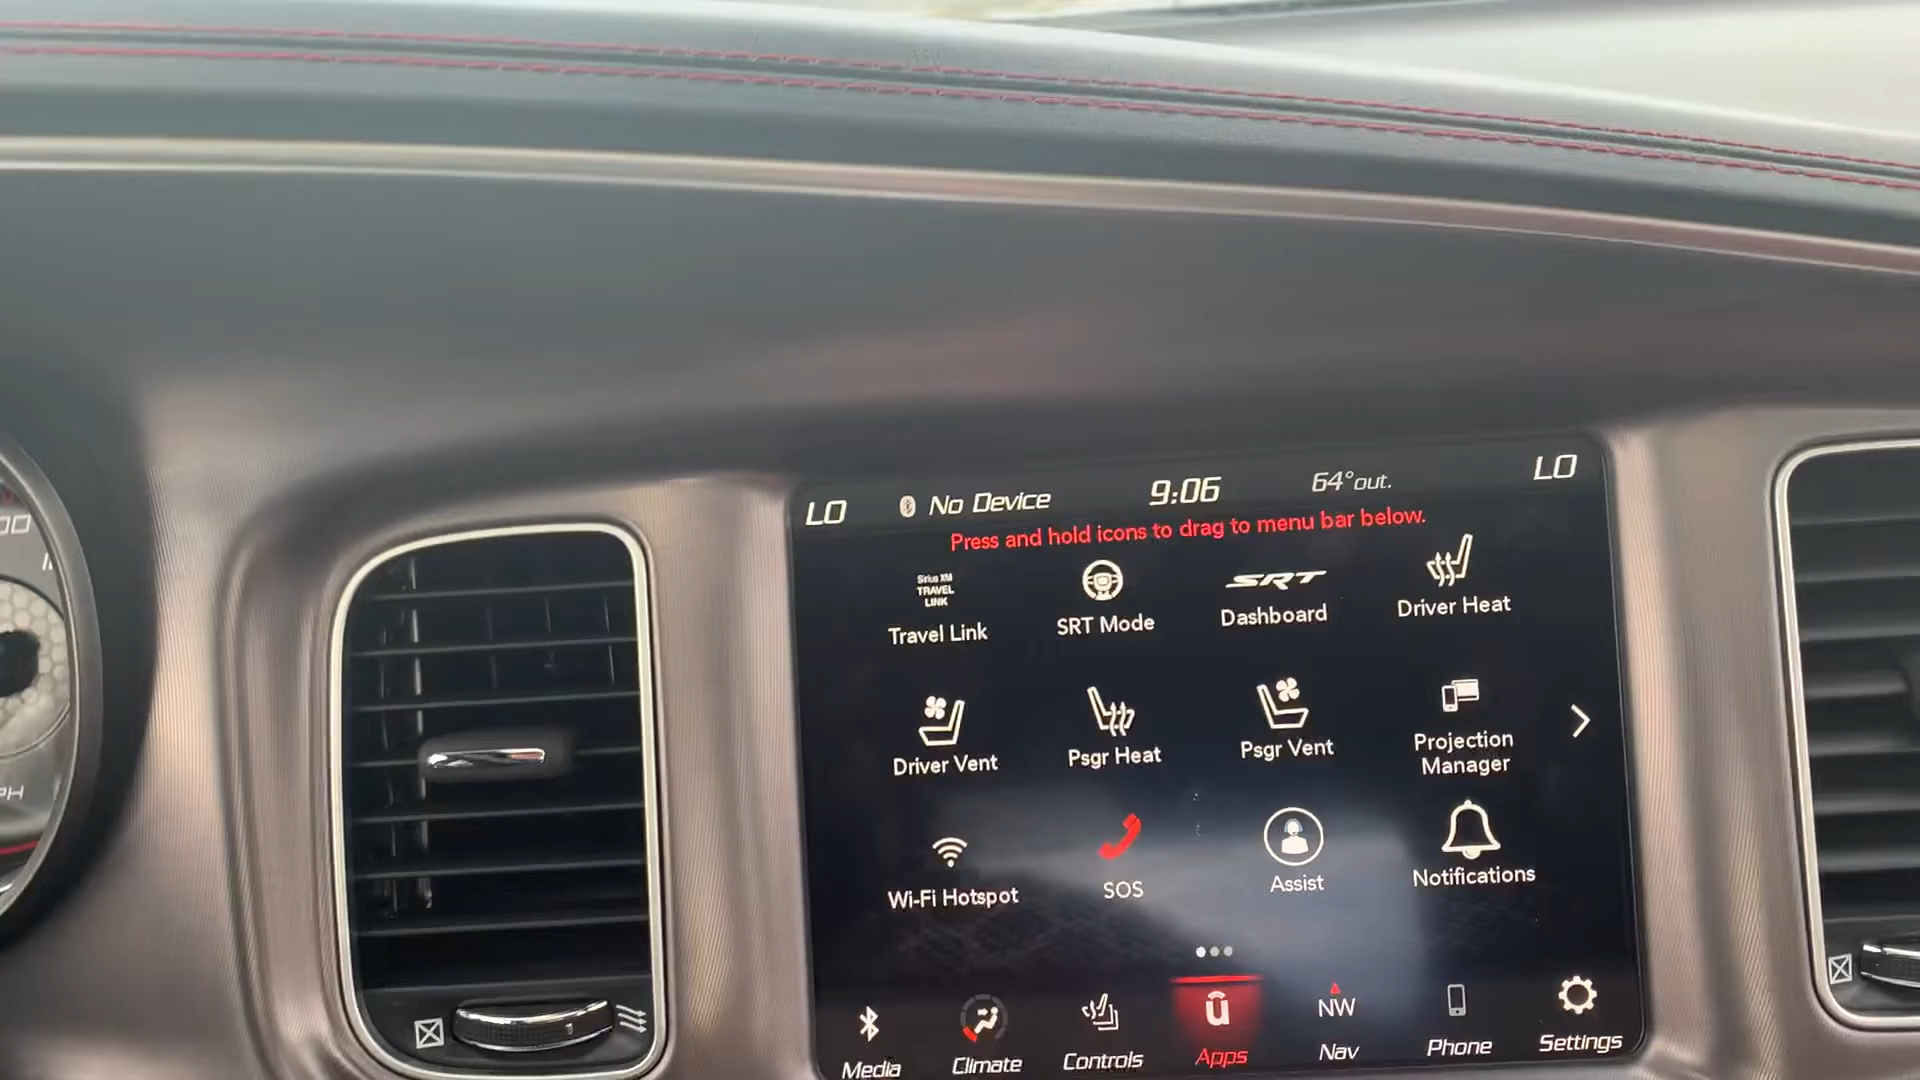 LO
No Device
9:06
64°out.
LO
Press and hold icons to drag to menu bar below.
Sirius XM
TRAVEL
LINK
Travel Link
SRT Mode
SRT
Dashboard
Driver Heat
Driver Vent
Psgr Heat
Psgr Vent
Projection
Manager
Wi-Fi Hotspot
SOS
Assist
Notifications
Media
Climate
Controls
Apps
NW
Nav
Phone
Settings